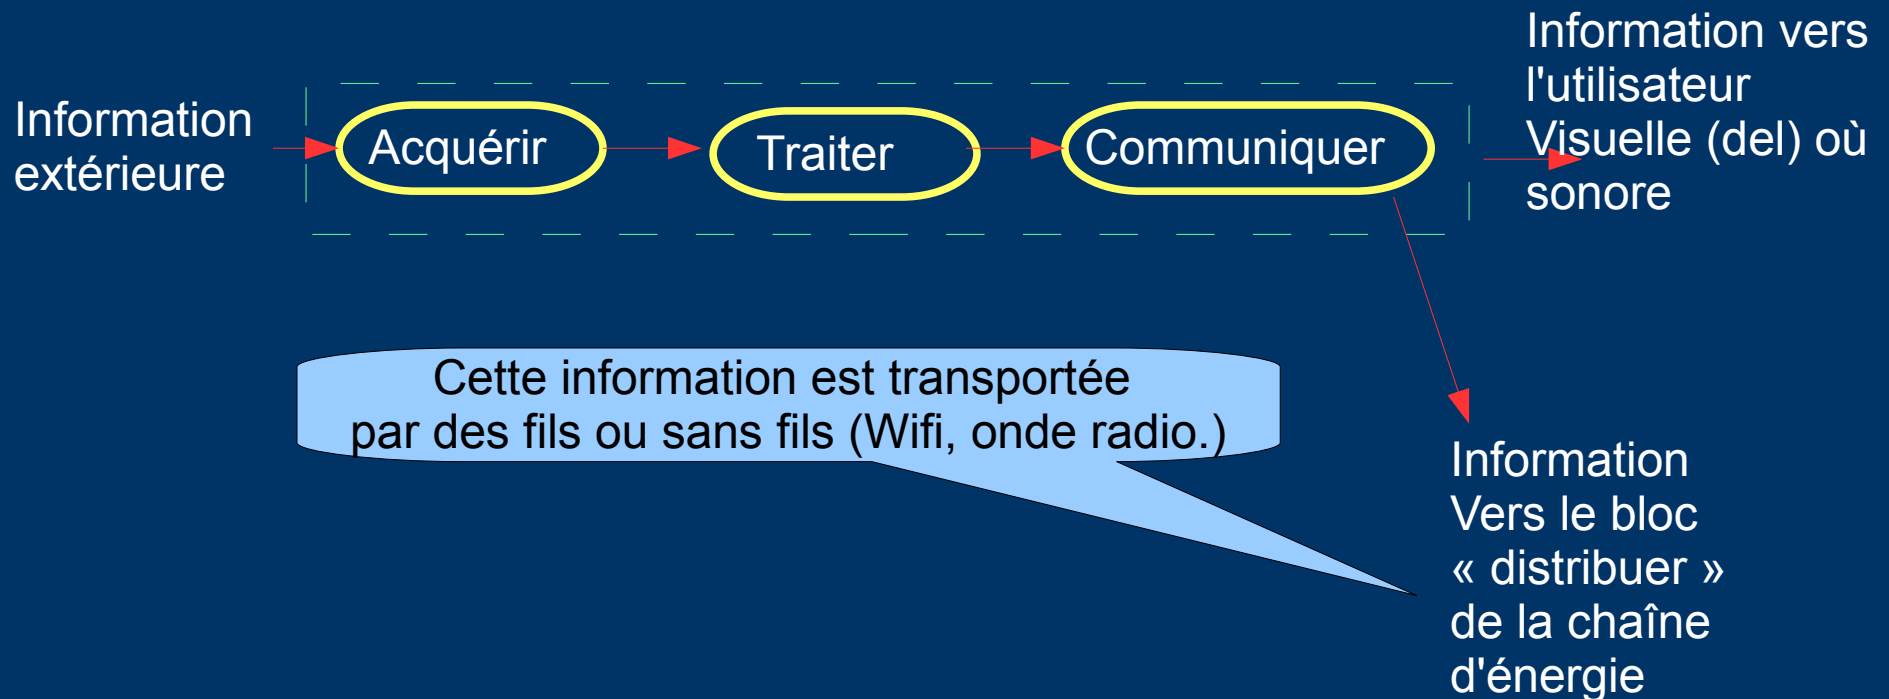 Information
extérieure
Acquérir
Traiter
Communiquer
Information vers
l'utilisateur
Visuelle (del) où
sonore
Cette information est transportée
par des fils ou sans fils (Wifi, onde radio.)
Information
Vers le bloc
« distribuer »
de la chaîne
d'énergie